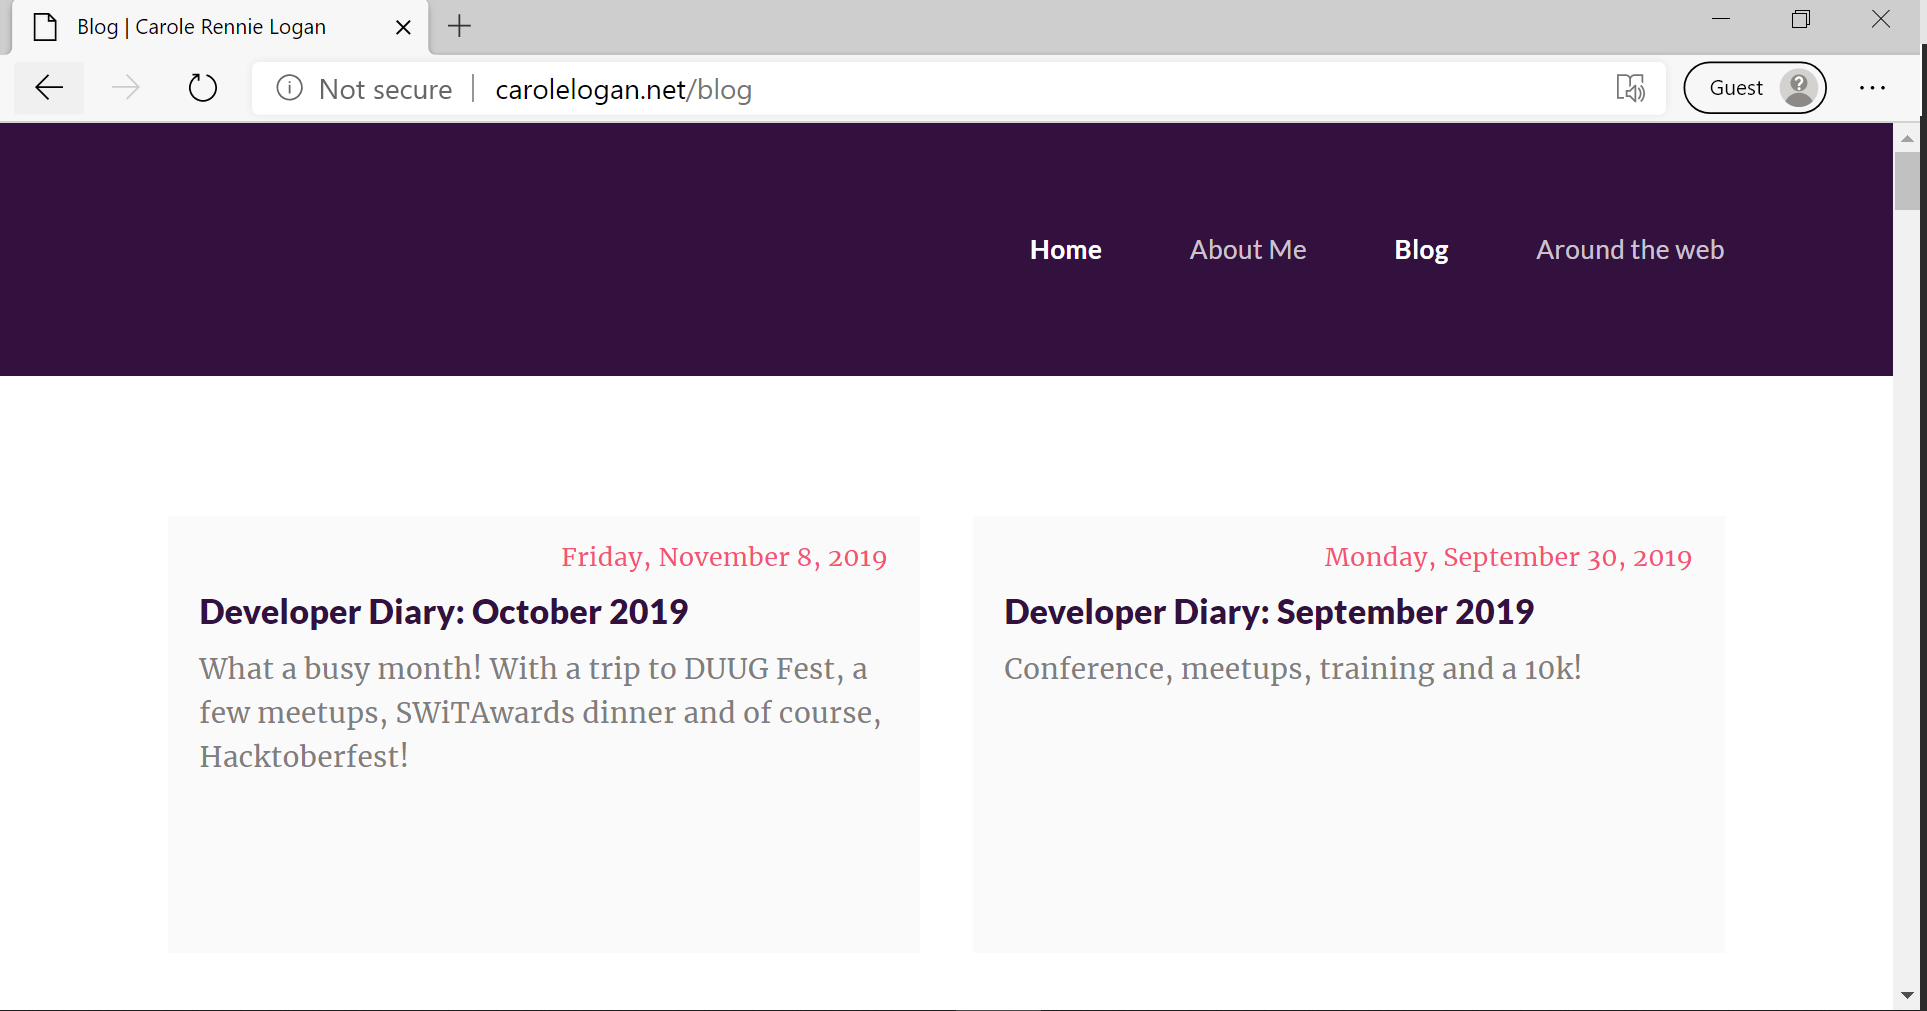 Blog | Carole Rennie Logan
Not secure | carolelogan.net/blog
Guest
Home About Me Blog Around the web
Friday, November 8, 2019
Developer Diary: October 2019
What a busy month! With a trip to DUUG Fest, a
few meetups, SWiTAwards dinner and of course,
Hacktoberfest!
Monday, September 30, 2019
Developer Diary: September 2019
Conference, meetups, training and a 10k!